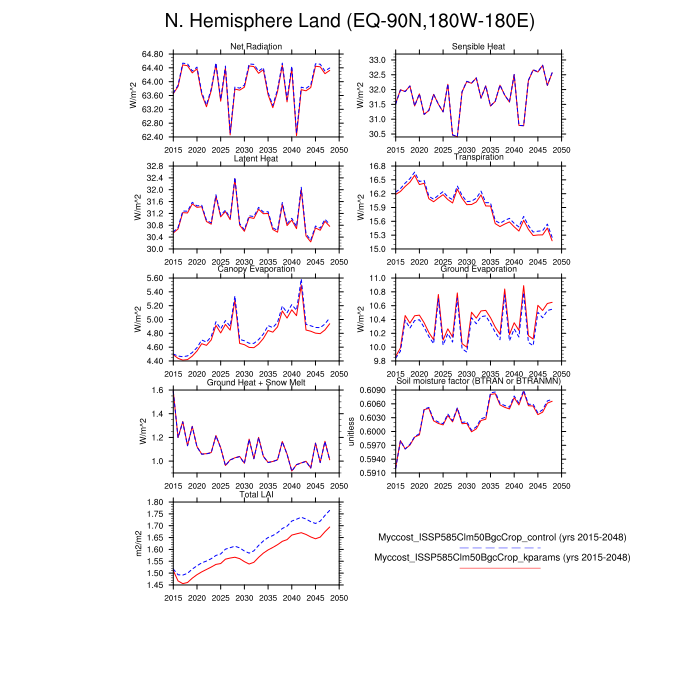 N. Hemisphere Land (EQ-90N,180W-180E)
Net Radiation
W/m^2
64.80
64.40
64.00
63.60
63.20
62.80
62.40
2015 2020 2025 2030 2035 2040 2045 2050
Sensible Heat
W/m^2
33.0
32.5
32.0
31.5
31.0
30.5
2015 2020 2025 2030 2035 2040 2045 2050
Latent Heat
W/m^2
32.8
32.4
32.0
31.6
31.2
30.8
30.4
30.0
2015 2020 2025 2030 2035 2040 2045 2050
Transpiration
W/m^2
16.8
16.5
16.2
15.9
15.6
15.3
15.0
2015 2020 2025 2030 2035 2040 2045 2050
Canopy Evaporation
W/m^2
5.60
5.40
5.20
5.00
4.80
4.60
4.40
2015 2020 2025 2030 2035 2040 2045 2050
Ground Evaporation
W/m^2
11.0
10.8
10.6
10.4
10.2
10.0
9.8
2015 2020 2025 2030 2035 2040 2045 2050
Ground Heat + Snow Melt
W/m^2
1.6
1.4
1.2
1.0
2015 2020 2025 2030 2035 2040 2045 2050
Soil moisture factor (BTRAN or BTRANMN)
unitless
0.6090
0.6060
0.6030
0.6000
0.5970
0.5940
0.5910
2015 2020 2025 2030 2035 2040 2045 2050
Total LAI
m2/m2
1.80
1.75
1.70
1.65
1.60
1.55
1.50
1.45
2015 2020 2025 2030 2035 2040 2045 2050
Myccost_ISSP585Clm50BgcCrop_control (yrs 2015-2048)
Myccost_ISSP585Clm50BgcCrop_kparams (yrs 2015-2048)